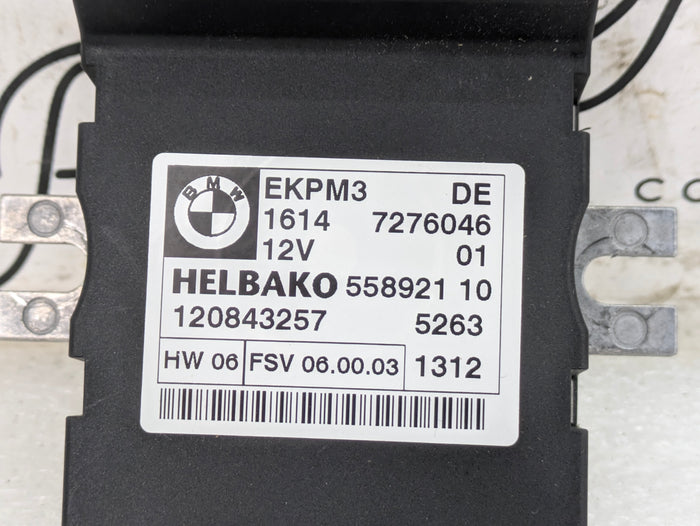 BMW
EKPM3 DE
1614 7276046
12V 01
HELBAKO 558921 10
120843257 5263
HW 06 FSV 06.00.03 1312